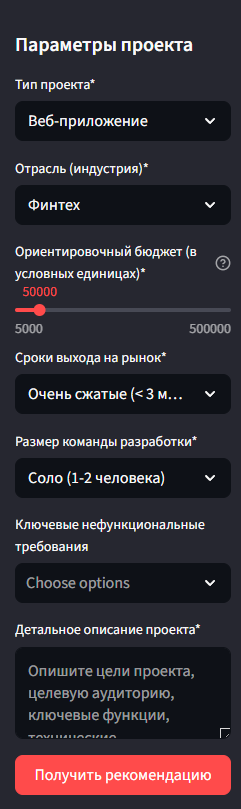 Параметры проекта
Тип проекта*
Веб-приложение
Отрасль (индустрия)*
Финтех
Ориентировочный бюджет (в
условных единицах)*
50000
5000 500000
Сроки выхода на рынок*
Очень сжатые (< 3 м...
Размер команды разработки*
Соло (1-2 человека)
Ключевые нефункциональные
требования
Choose options
Детальное описание проекта*
Опишите цели проекта,
целевую аудиторию,
ключевые функции,
технические
Получить рекомендацию